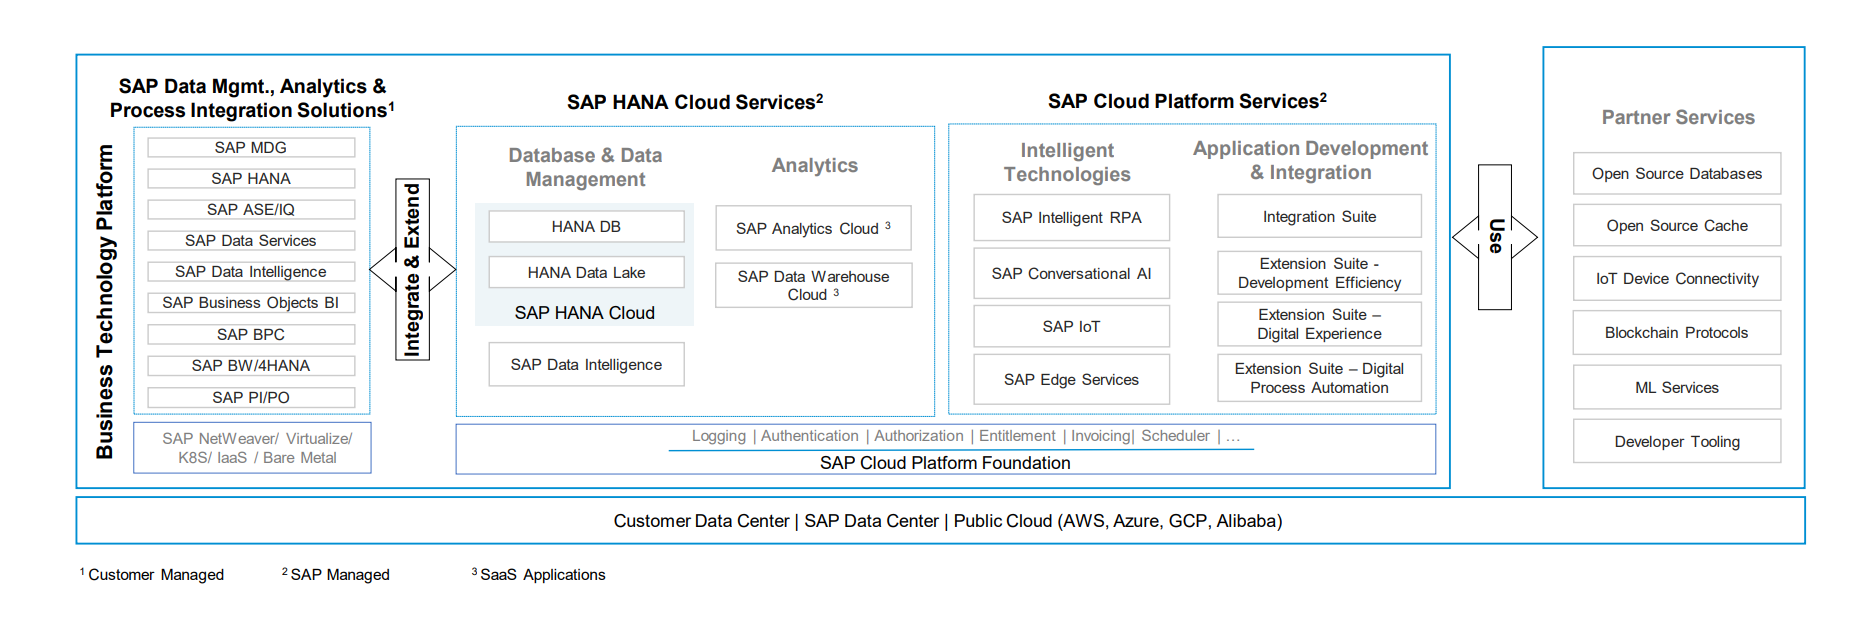 Business Technology Platform
SAP Data Mgmt., Analytics &
Process Integration Solutions¹
SAP MDG
SAP HANA
SAP ASE/IQ
SAP Data Services
SAP Data Intelligence
SAP Business Objects BI
SAP BPC
SAP BW/4HANA
SAP PI/PO
SAP NetWeaver/ Virtualize/
K8S/ IaaS / Bare Metal
Integrate & Extend
SAP HANA Cloud Services²
Database & Data
Management
HANA DB
HANA Data Lake
SAP HANA Cloud
SAP Data Intelligence
Analytics
SAP Analytics Cloud ³
SAP Data Warehouse
Cloud ³
SAP Cloud Platform Services²
Intelligent
Technologies
SAP Intelligent RPA
SAP Conversational AI
SAP IoT
SAP Edge Services
Application Development
& Integration
Integration Suite
Extension Suite -
Development Efficiency
Extension Suite –
Digital Experience
Extension Suite – Digital
Process Automation
Logging | Authentication | Authorization | Entitlement | Invoicing| Scheduler | ...
SAP Cloud Platform Foundation
Use
Partner Services
Open Source Databases
Open Source Cache
IoT Device Connectivity
Blockchain Protocols
ML Services
Developer Tooling
Customer Data Center | SAP Data Center | Public Cloud (AWS, Azure, GCP, Alibaba)
¹ Customer Managed
² SAP Managed
³ SaaS Applications